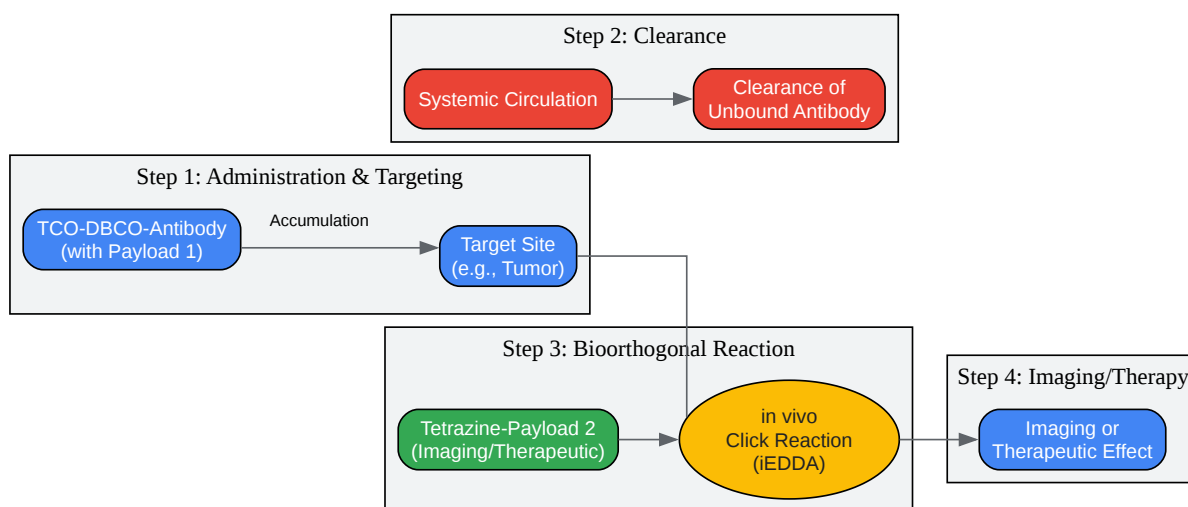 Step 2: Clearance
Systemic Circulation
Clearance of
Unbound Antibody
Step 1: Administration & Targeting
TCO-DBCO-Antibody
(with Payload 1)
Accumulation
Target Site
(e.g., Tumor)
Step 3: Bioorthogonal Reaction
Tetrazine-Payload 2
(Imaging/Therapeutic)
in vivo
Click Reaction
(iEDDA)
Step 4: Imaging/Therapy
Imaging or
Therapeutic Effect